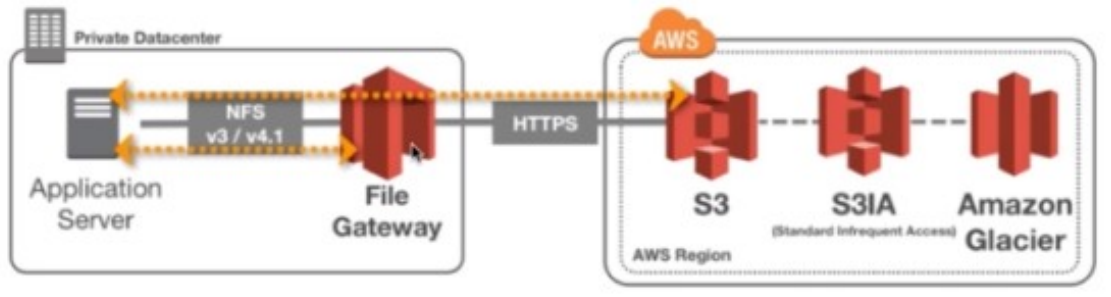 Private Datacenter
AWS
NFS
v3 / v4.1
HTTPS
Application
Server
File
Gateway
S3
S3IA
(Standard Infrequent Access)
Amazon
Glacier
AWS Region